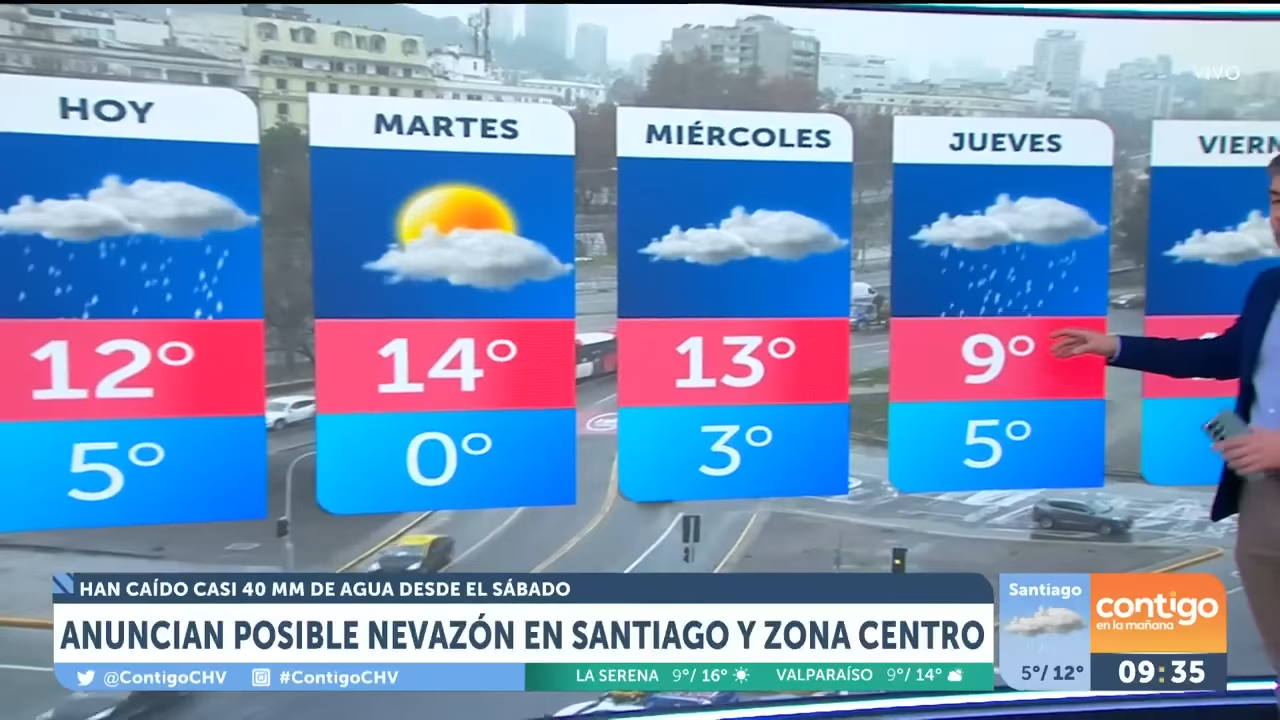 VIVO
HOY
MARTES
MIÉRCOLES
JUEVES
VIERN
12°
14°
13°
9°
5°
0°
3°
5°
HAN CAÍDO CASI 40 MM DE AGUA DESDE EL SÁBADO
ANUNCIAN POSIBLE NEVAZÓN EN SANTIAGO Y ZONA CENTRO
@ContigoCHV
#ContigoCHV
LA SERENA 9°/ 16°
VALPARAÍSO 9°/ 14°
Santiago
5°/ 12°
contigo
en la mañana
09:35